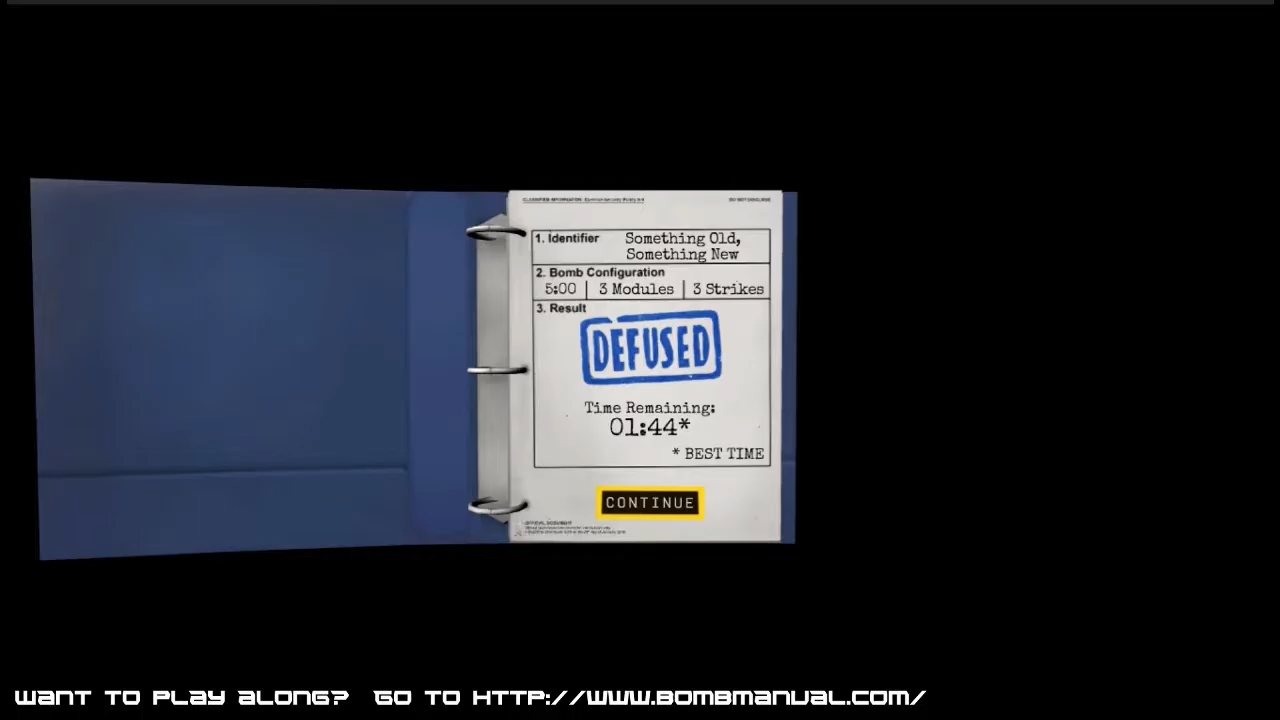 1. Identifier Something Old,
Something New
2. Bomb Configuration
5:00 3 Modules 3 Strikes
3. Result
DEFUSED
Time Remaining:
01:44*
* BEST TIME
CONTINUE
WANT TO PLAY ALONG? GO TO HTTP://WWW.BOMBMANUAL.COM/